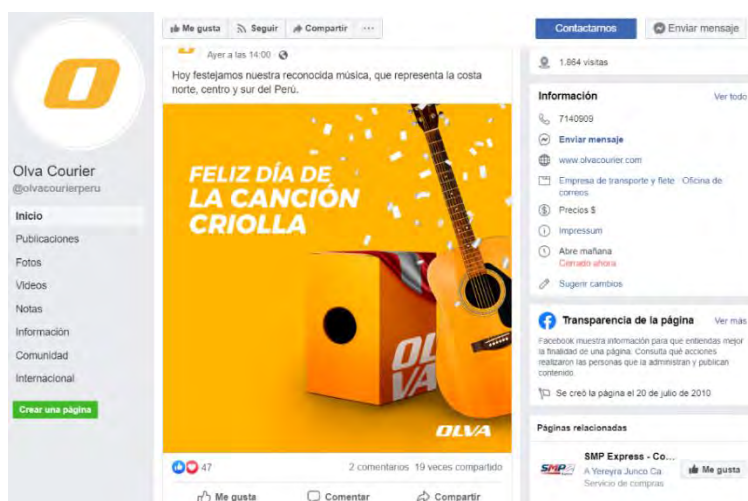 Me gusta
Seguir
Compartir
Contactarnos
Enviar mensaje
Olva Courier
@olvacourierperu
Inicio
Publicaciones
Fotos
Videos
Notas
Información
Comunidad
Internacional
Crear una página
Ayer a las 14:00
Hoy festejamos nuestra reconocida música, que representa la costa
norte, centro y sur del Perú.
FELIZ DÍA DE
LA CANCIÓN
CRIOLLA
OL
VA
OLVA
47
2 comentarios 19 veces compartido
Me gusta
Comentar
Compartir
1.864 visitas
Información
Ver todo
7140909
Enviar mensaje
www.olvacourier.com
Empresa de transporte y flete · Oficina de
correos
Precios $
Impressum
Abre mañana
Cerrado ahora
Sugerir cambios
Transparencia de la página
Ver más
Facebook muestra información para que entiendas mejor
la finalidad de una página. Consulta qué acciones
realizaron las personas que la administran y publican
contenido.
Se creó la página el 20 de julio de 2010
Páginas relacionadas
SMP
SMP Express - Co...
A Yereyra Junco Ca...
Servicio de compras
Me gusta